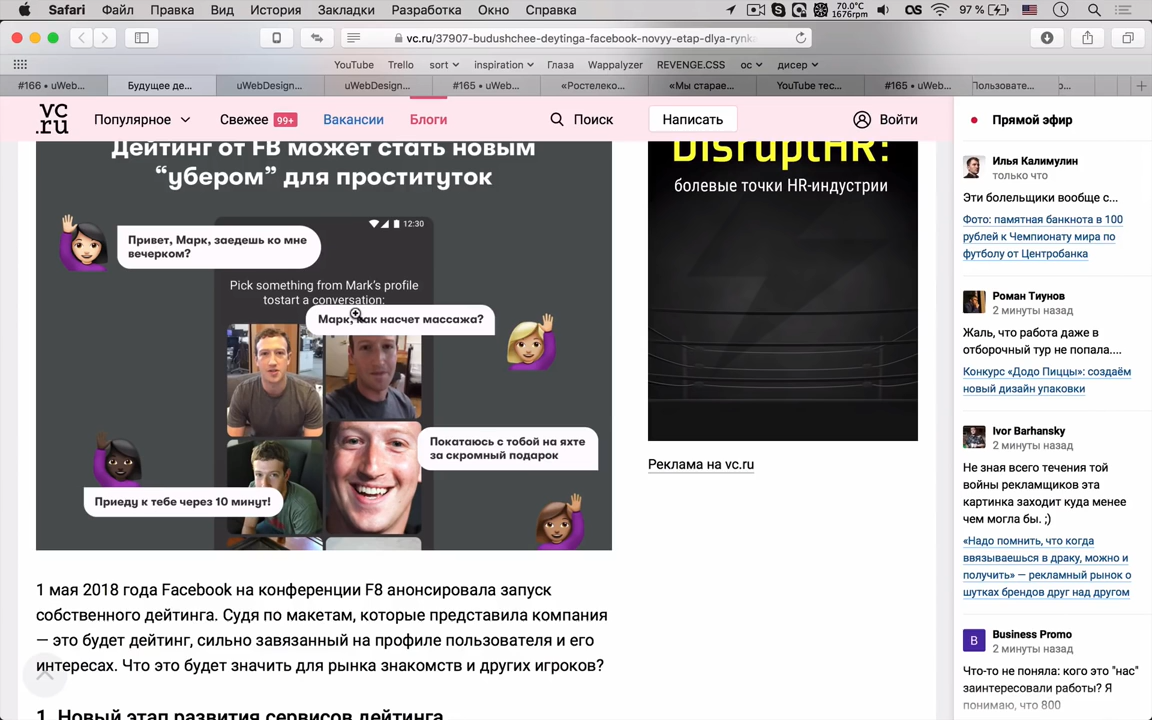 Safari Файл Правка Вид История Закладки Разработка Окно Справка 70.0°C 1676rpm 97 %
vc.ru/37907-budushchee-deytinga-facebook-novyy-etap-dlya-rynk
YouTube Trello sort inspiration Глаза Wappalyzer REVENGE.CSS ос дисер
#166 • uWeb... Будущее де... uWebDesign... uWebDesign... #165 • uWeb... «Ростелеко... «Мы старае... YouTube тес... #165 • uWeb... Пользовате...
vc.ru Популярное Свежее 99+ Вакансии Блоги Поиск Написать Войти
Дейтинг от FB может стать новым
“убером” для проституток
12:30
Привет, Марк, заедешь ко мне
вечерком?
Pick something from Mark's profile
tostart a conversation:
Марк, как насчет массажа?
Покатаюсь с тобой на яхте
за скромный подарок
Приеду к тебе через 10 минут!
1 мая 2018 года Facebook на конференции F8 анонсировала запуск
собственного дейтинга. Судя по макетам, которые представила компания
— это будет дейтинг, сильно завязанный на профиле пользователя и его
интересах. Что это будет значить для рынка знакомств и других игроков?
1. Новый этап развития сервисов дейтинга
DisruptHR:
болевые точки HR-индустрии
Реклама на vc.ru
Прямой эфир
Илья Калимулин
только что
Эти болельщики вообще с...
Фото: памятная банкнота в 100
рублей к Чемпионату мира по
футболу от Центробанка
Роман Тиунов
2 минуты назад
Жаль, что работа даже в
отборочный тур не попала....
Конкурс «Додо Пиццы»: создаём
новый дизайн упаковки
Ivor Barhansky
2 минуты назад
Не зная всего течения той
войны рекламщиков эта
картинка заходит куда менее
чем могла бы. ;)
«Надо помнить, что когда
ввязываешься в драку, можно и
получить» — рекламный рынок о
шутках брендов друг над другом
B
Business Promo
2 минуты назад
Что-то не поняла: кого это "нас"
заинтересовали работы? Я
понимаю, что 800